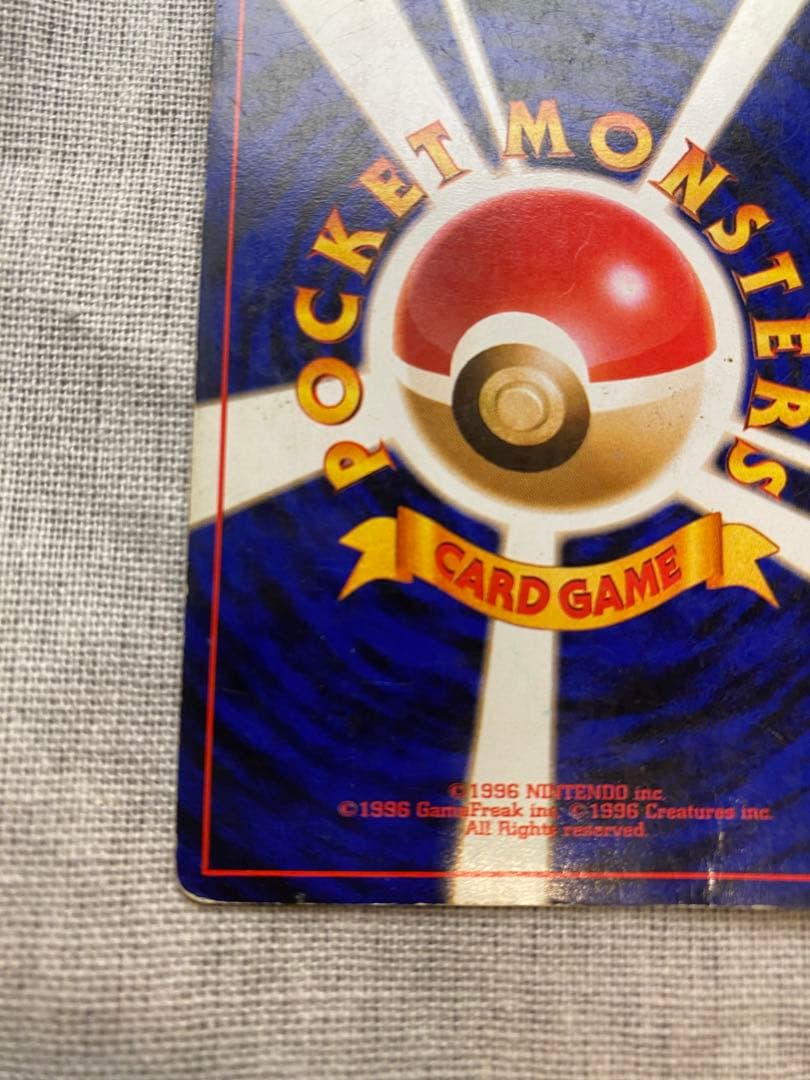 POCKET MONSTERS
CARD GAME
©1996 NINTENDO inc.
©1996 GameFreak inc. ©1996 Creatures inc.
All Rights reserved.